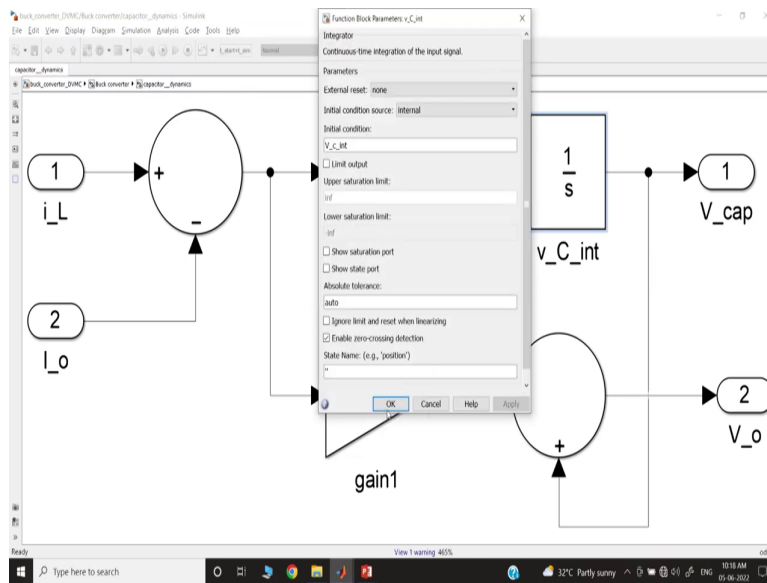 buck_converter_DVMC/Buck converter/capacitor__dynamics - Simulink
File Edit View Display Diagram Simulation Analysis Code Tools Help
Normal
capacitor__dynamics
buck_converter_DVMC Buck converter capacitor__dynamics
Function Block Parameters: v_C_int
Integrator
Continuous-time integration of the input signal.
Parameters
External reset: none
Initial condition source: internal
Initial condition:
V_c_int
Limit output
Upper saturation limit:
inf
Lower saturation limit:
-inf
Show saturation port
Show state port
Absolute tolerance:
auto
Ignore limit and reset when linearizing
Enable zero-crossing detection
State Name: (e.g., 'position')
''
OK Cancel Help Apply
1
+
−
i_L
2
I_o
gain1
1
s
v_C_int
1
V_cap
+
2
V_o
Ready
View 1 warning 465%
Type here to search
32°C Partly sunny
ENG
10:18 AM
05-06-2022